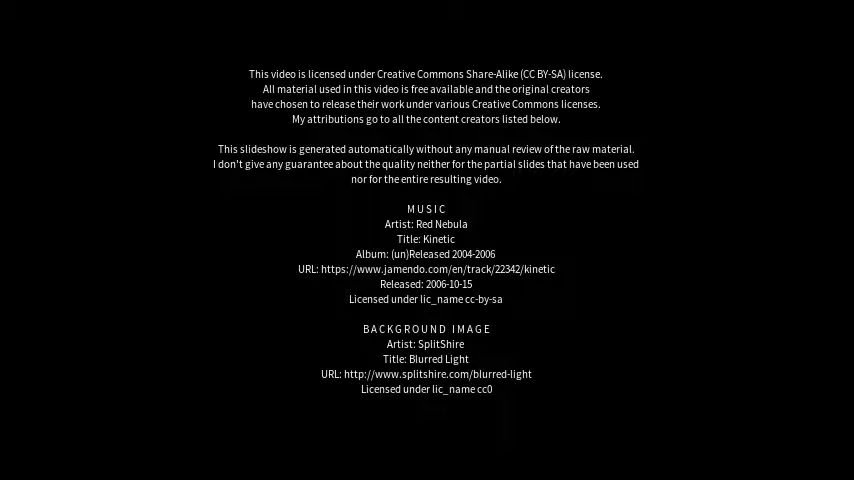 This video is licensed under Creative Commons Share-Alike (CC BY-SA) license.
All material used in this video is free available and the original creators
have chosen to release their work under various Creative Commons licenses.
My attributions go to all the content creators listed below.
This slideshow is generated automatically without any manual review of the raw material.
I don't give any guarantee about the quality neither for the partial slides that have been used
nor for the entire resulting video.
MUSIC
Artist: Red Nebula
Title: Kinetic
Album: (un)Released 2004-2006
URL: https://www.jamendo.com/en/track/22342/kinetic
Released: 2006-10-15
Licensed under lic_name cc-by-sa
BACKGROUND IMAGE
Artist: SplitShire
Title: Blurred Light
URL: http://www.splitshire.com/blurred-light
Licensed under lic_name cc0